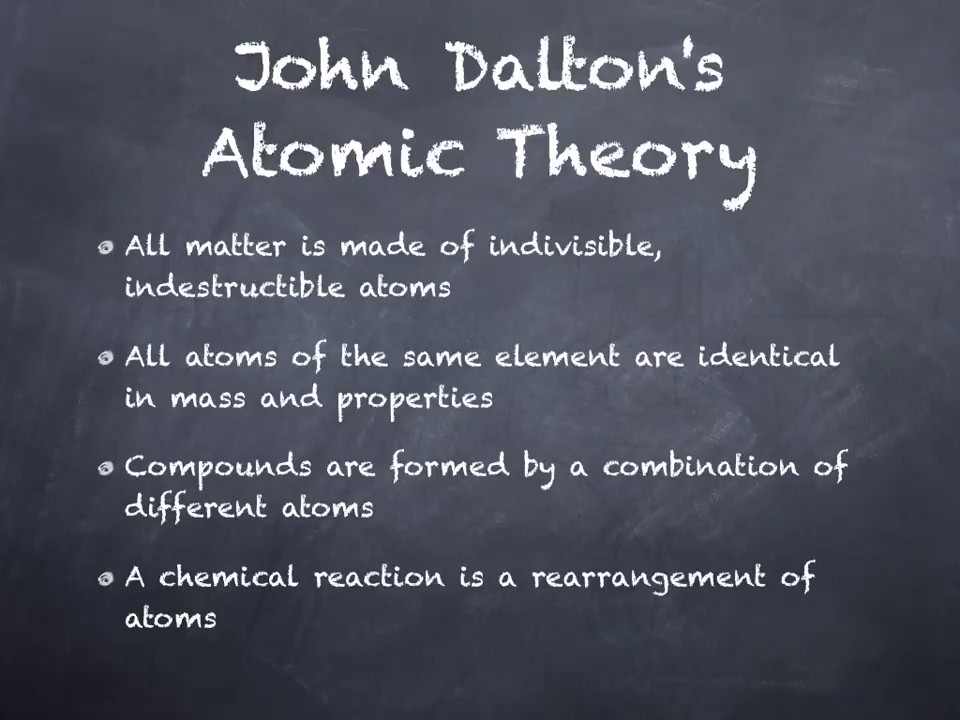 John Dalton's
Atomic Theory
All matter is made of indivisible,
indestructible atoms
All atoms of the same element are identical
in mass and properties
Compounds are formed by a combination of
different atoms
A chemical reaction is a rearrangement of
atoms